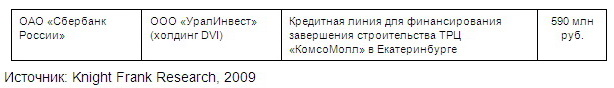 ОАО «Сбербанк
России»
ООО «УралИнвест»
(холдинг DVI)
Кредитная линия для финансирования
завершения строительства ТРЦ
«КомсоМолл» в Екатеринбурге
590 млн
руб.
Источник: Knight Frank Research, 2009